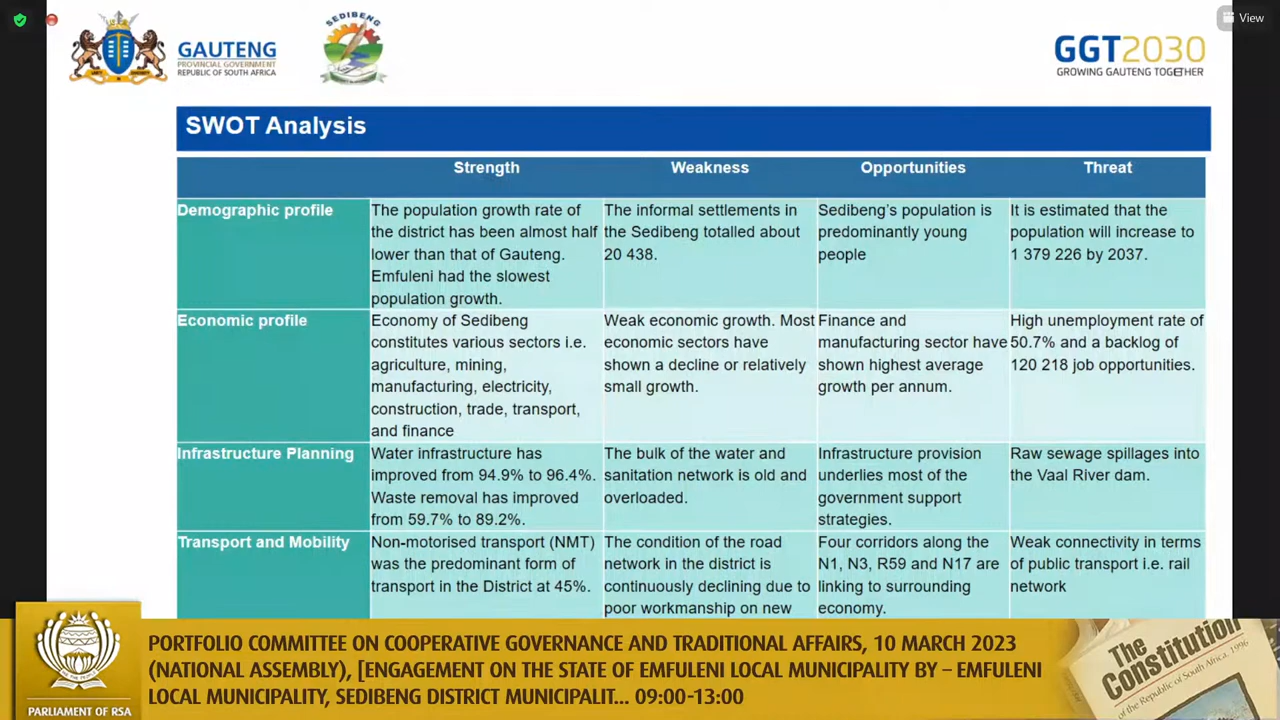 View
GAUTENG
PROVINCIAL GOVERNMENT
REPUBLIC OF SOUTH AFRICA
SEDIBENG
GGT2030
GROWING GAUTENG TOGETHER
SWOT Analysis
Strength
Weakness
Opportunities
Threat
Demographic profile
The population growth rate of
the district has been almost half
lower than that of Gauteng.
Emfuleni had the slowest
population growth.
The informal settlements in
the Sedibeng totalled about
20 438.
Sedibeng's population is
predominantly young
people
It is estimated that the
population will increase to
1 379 226 by 2037.
Economic profile
Economy of Sedibeng
constitutes various sectors i.e.
agriculture, mining,
manufacturing, electricity,
construction, trade, transport,
and finance
Weak economic growth. Most
economic sectors have
shown a decline or relatively
small growth.
Finance and
manufacturing sector have
shown highest average
growth per annum.
High unemployment rate of
50.7% and a backlog of
120 218 job opportunities.
Infrastructure Planning
Water infrastructure has
improved from 94.9% to 96.4%.
Waste removal has improved
from 59.7% to 89.2%.
The bulk of the water and
sanitation network is old and
overloaded.
Infrastructure provision
underlies most of the
government support
strategies.
Raw sewage spillages into
the Vaal River dam.
Transport and Mobility
Non-motorised transport (NMT)
was the predominant form of
transport in the District at 45%.
The condition of the road
network in the district is
continuously declining due to
poor workmanship on new
Four corridors along the
N1, N3, R59 and N17 are
linking to surrounding
economy.
Weak connectivity in terms
of public transport i.e. rail
network
PARLIAMENT OF RSA
PORTFOLIO COMMITTEE ON COOPERATIVE GOVERNANCE AND TRADITIONAL AFFAIRS, 10 MARCH 2023
(NATIONAL ASSEMBLY), [ENGAGEMENT ON THE STATE OF EMFULENI LOCAL MUNICIPALITY BY – EMFULENI
LOCAL MUNICIPALITY, SEDIBENG DISTRICT MUNICIPALIT... 09:00-13:00
The
Constitution
of the Republic of South Africa, 1996